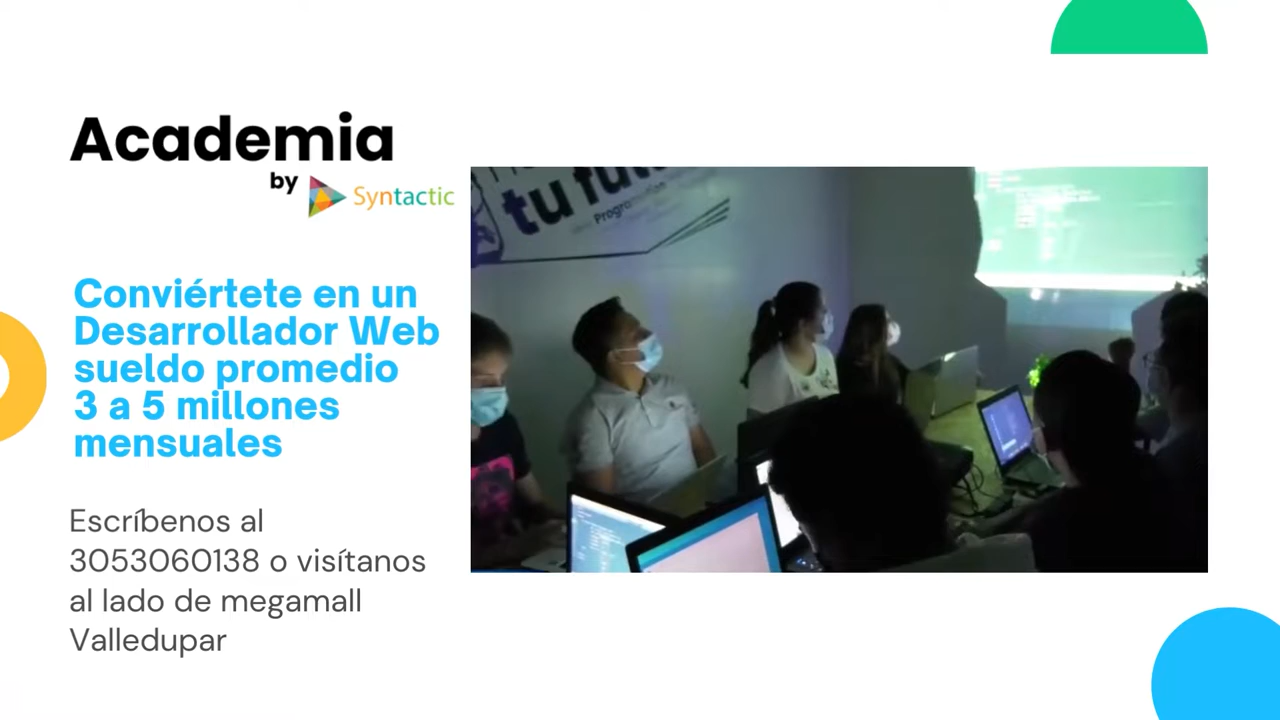 Academia
by Syntactic
Conviértete en un
Desarrollador Web
sueldo promedio
3 a 5 millones
mensuales
Escríbenos al
3053060138 o visítanos
al lado de megamall
Valledupar
tu